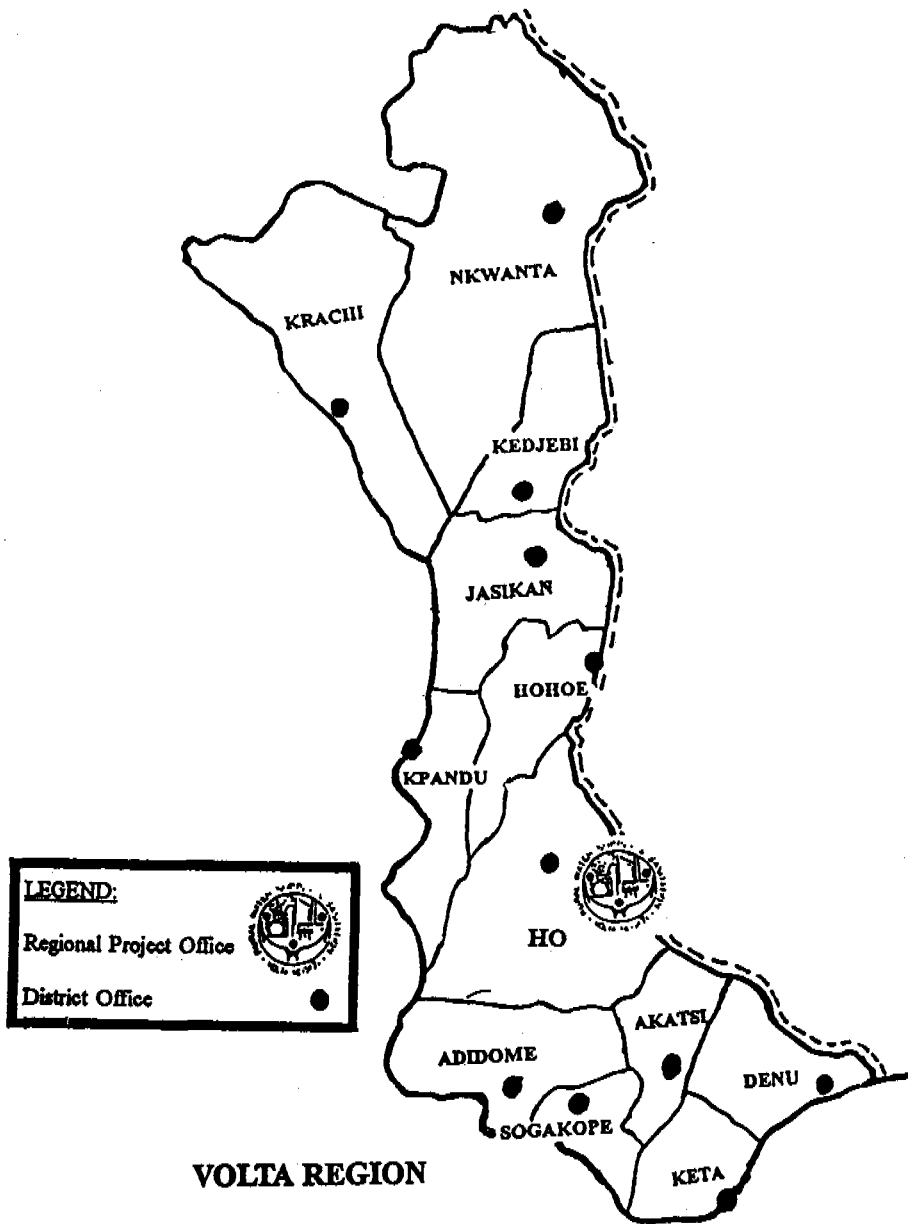 NKWANTA
KRACHI
KEDJEBI
JASIKAN
HOHOE
KPANDU
LEGEND:
Regional Project Office
District Office
HO
AKATSI
ADIDOME
DENU
SOGAKOPE
KETA
VOLTA REGION